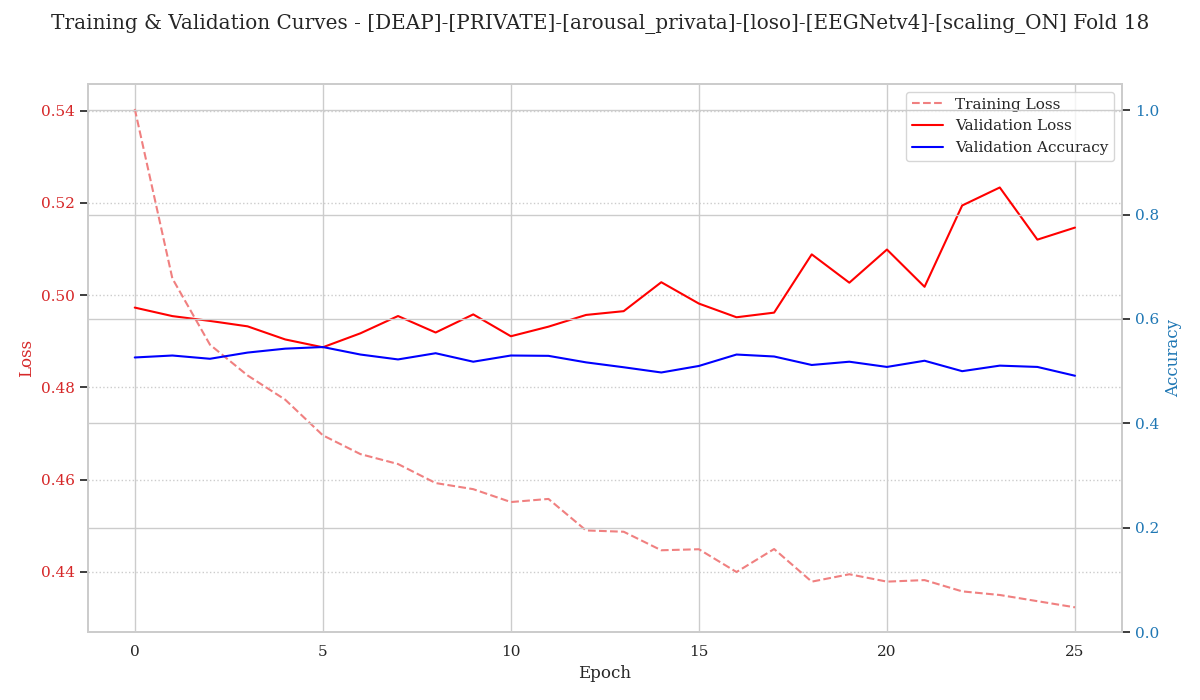 Training & Validation Curves - [DEAP]-[PRIVATE]-[arousal_privata]-[loso]-[EEGNetv4]-[scaling_ON] Fold 18
Training Loss
Validation Loss
Validation Accuracy
Loss
0.54
0.52
0.50
0.48
0.46
0.44
1.0
0.8
0.6
0.4
0.2
0.0
Accuracy
0 5 10 15 20 25
Epoch